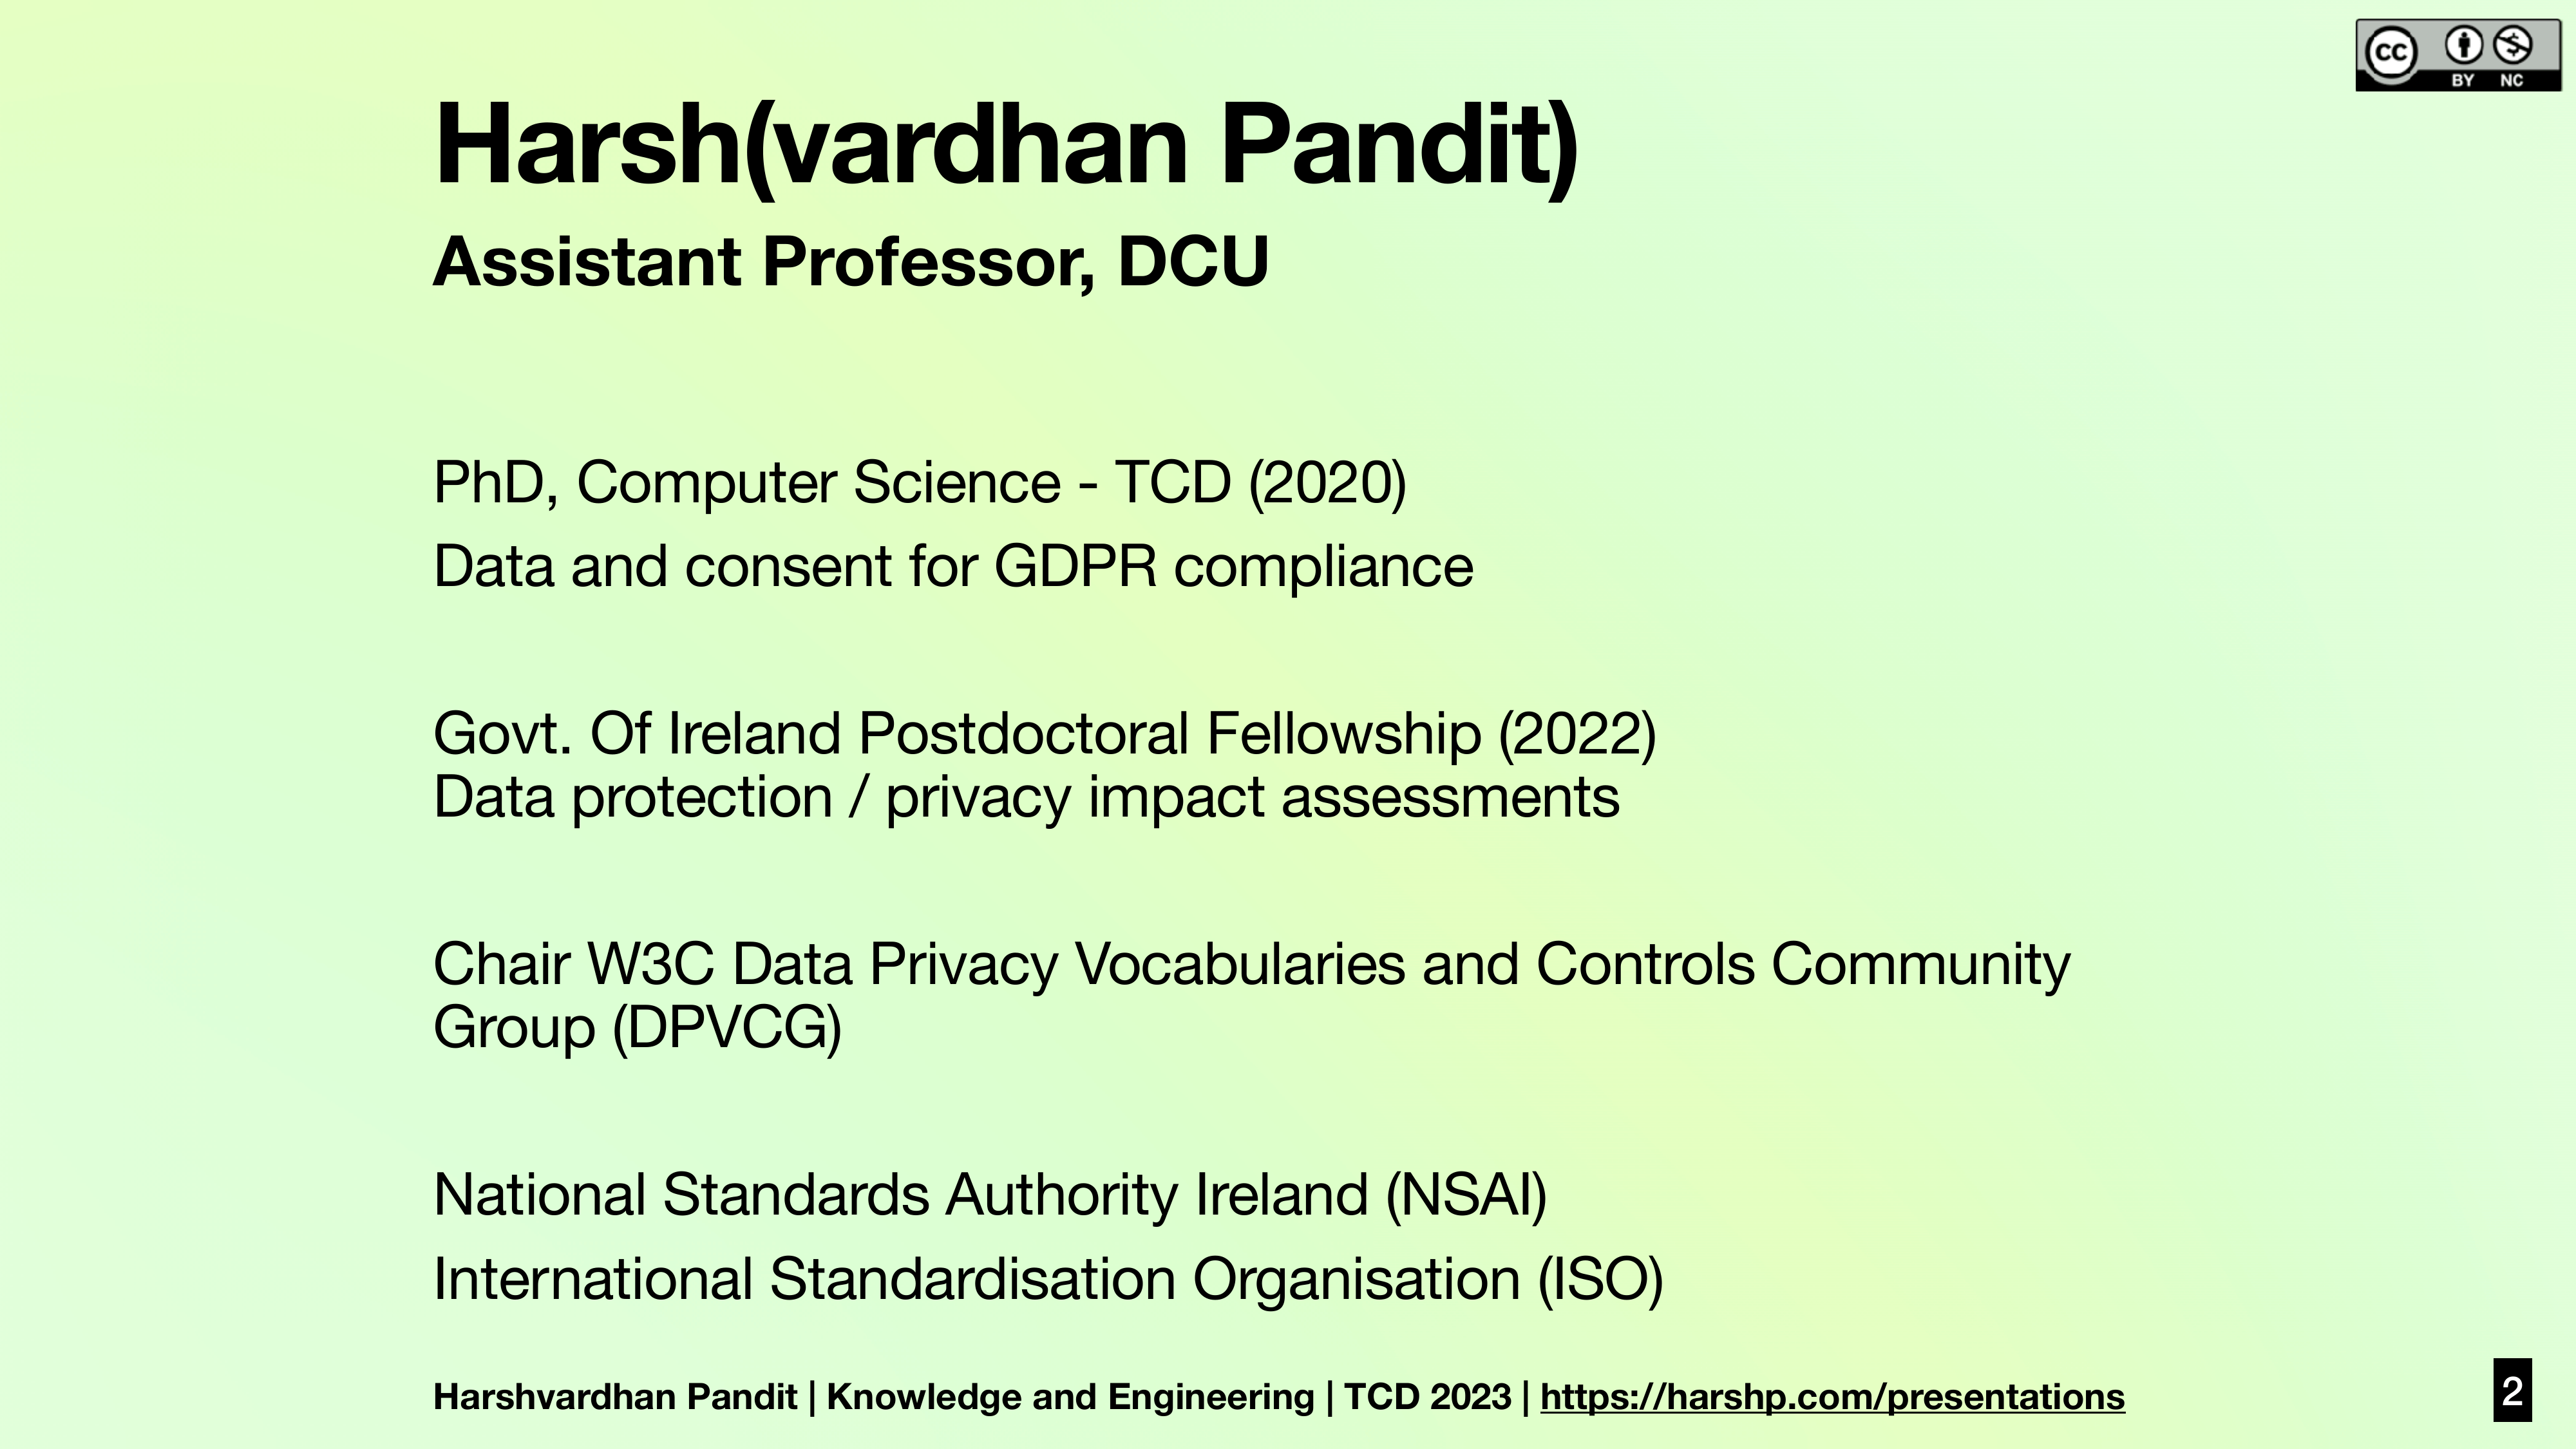 cc
BY NC
Harsh(vardhan Pandit)
Assistant Professor, DCU
PhD, Computer Science - TCD (2020)
Data and consent for GDPR compliance
Govt. Of Ireland Postdoctoral Fellowship (2022)
Data protection / privacy impact assessments
Chair W3C Data Privacy Vocabularies and Controls Community
Group (DPVCG)
National Standards Authority Ireland (NSAI)
International Standardisation Organisation (ISO)
Harshvardhan Pandit | Knowledge and Engineering | TCD 2023 | https://harshp.com/presentations
2